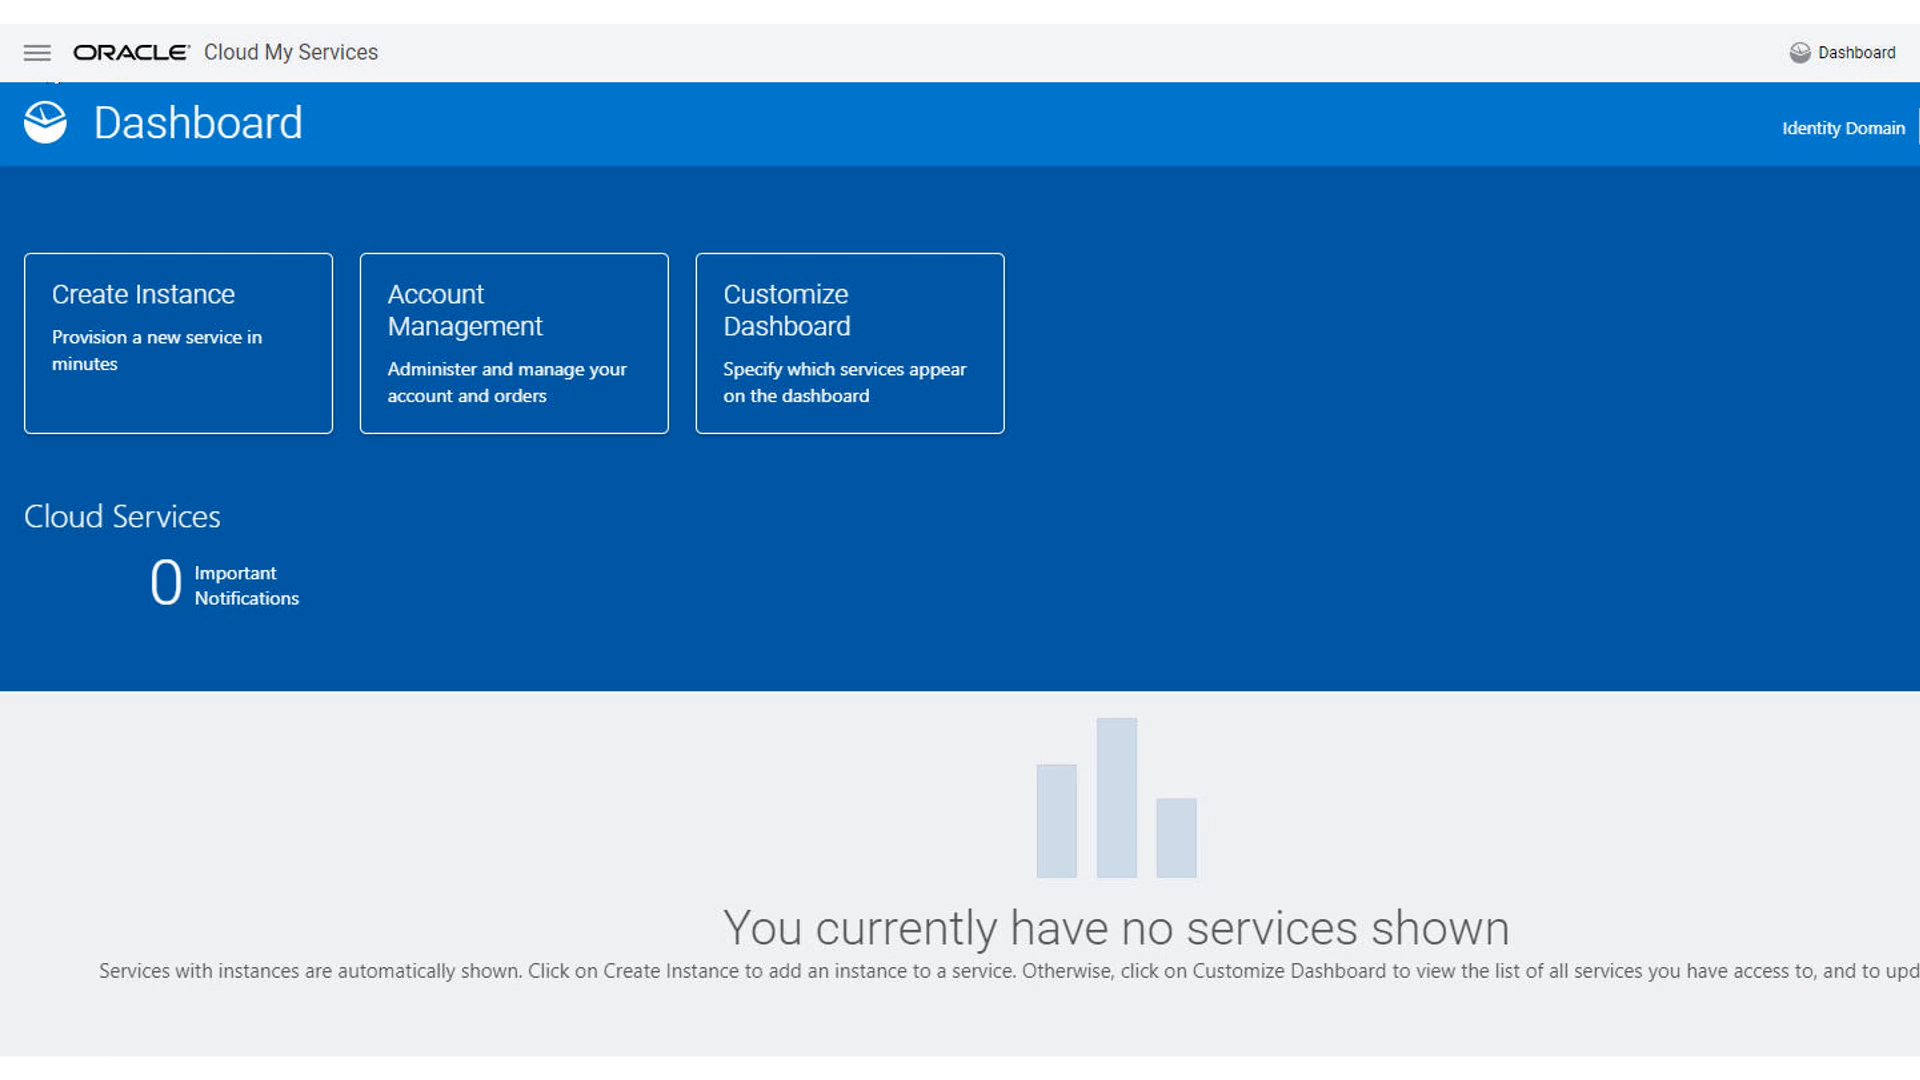 ORACLE Cloud My Services
Dashboard
Dashboard
Identity Domain
Create Instance
Provision a new service in
minutes
Account
Management
Administer and manage your
account and orders
Customize
Dashboard
Specify which services appear
on the dashboard
Cloud Services
0 Important
Notifications
You currently have no services shown
Services with instances are automatically shown. Click on Create Instance to add an instance to a service. Otherwise, click on Customize Dashboard to view the list of all services you have access to, and to upd